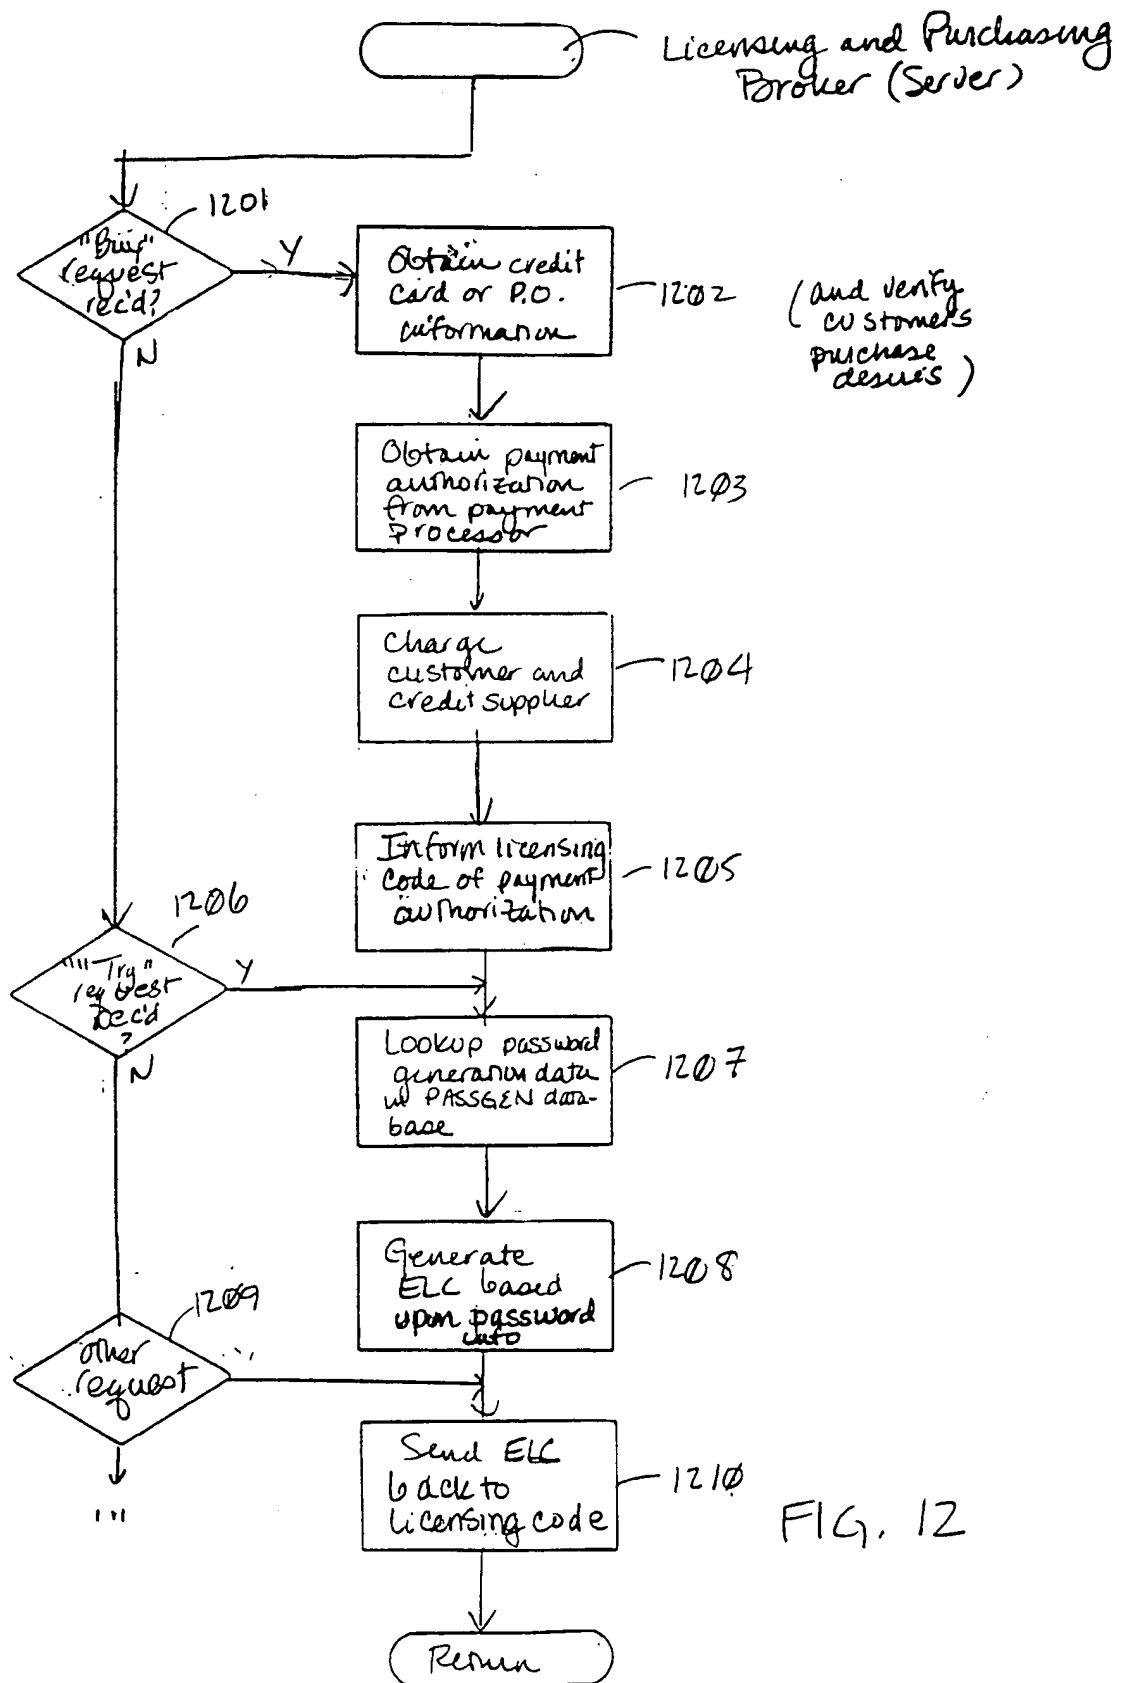 Licensing and Purchasing
Broker (Server)
1201
"Buy"
request
rec'd?
Y
N
Obtain credit
card or P.O.
information
1202
(and verify
customers
purchase
desires)
Obtain payment
authorization
from payment
processor
1203
Charge
customer and
credit supplier
1204
Inform licensing
code of payment
authorization
1205
1206
"Try"
request
rec'd
?
Y
N
Lookup password
generation data
in PASSGEN data-
base
1207
Generate
ELC based
upon password
info
1208
1209
other
request
...
Send ELC
back to
licensing code
1210
FIG. 12
Return